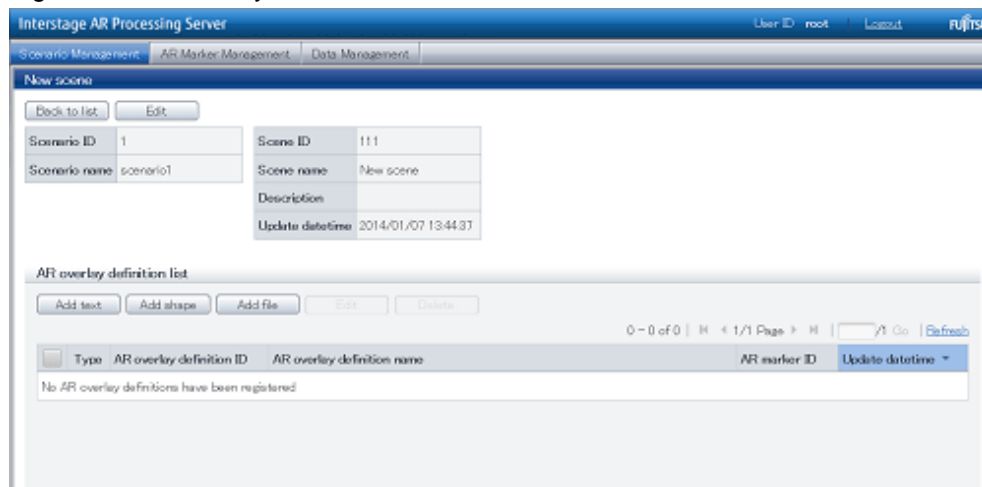 Interstage AR Processing Server User ID root Logout
Scenario Management AR Marker Management Data Management
New scene
Back to list Edit
Scenario ID 1 Scene ID 111
Scenario name scenario1 Scene name New scene
Description
Update datetime 2014/01/07 13:44:37
AR overlay definition list
Add text Add shape Add file Edit Delete
0 - 0 of 0 | 1/1 Page | /1 Go | Refresh
Type AR overlay definition ID AR overlay definition name AR marker ID Update datetime
No AR overlay definitions have been registered